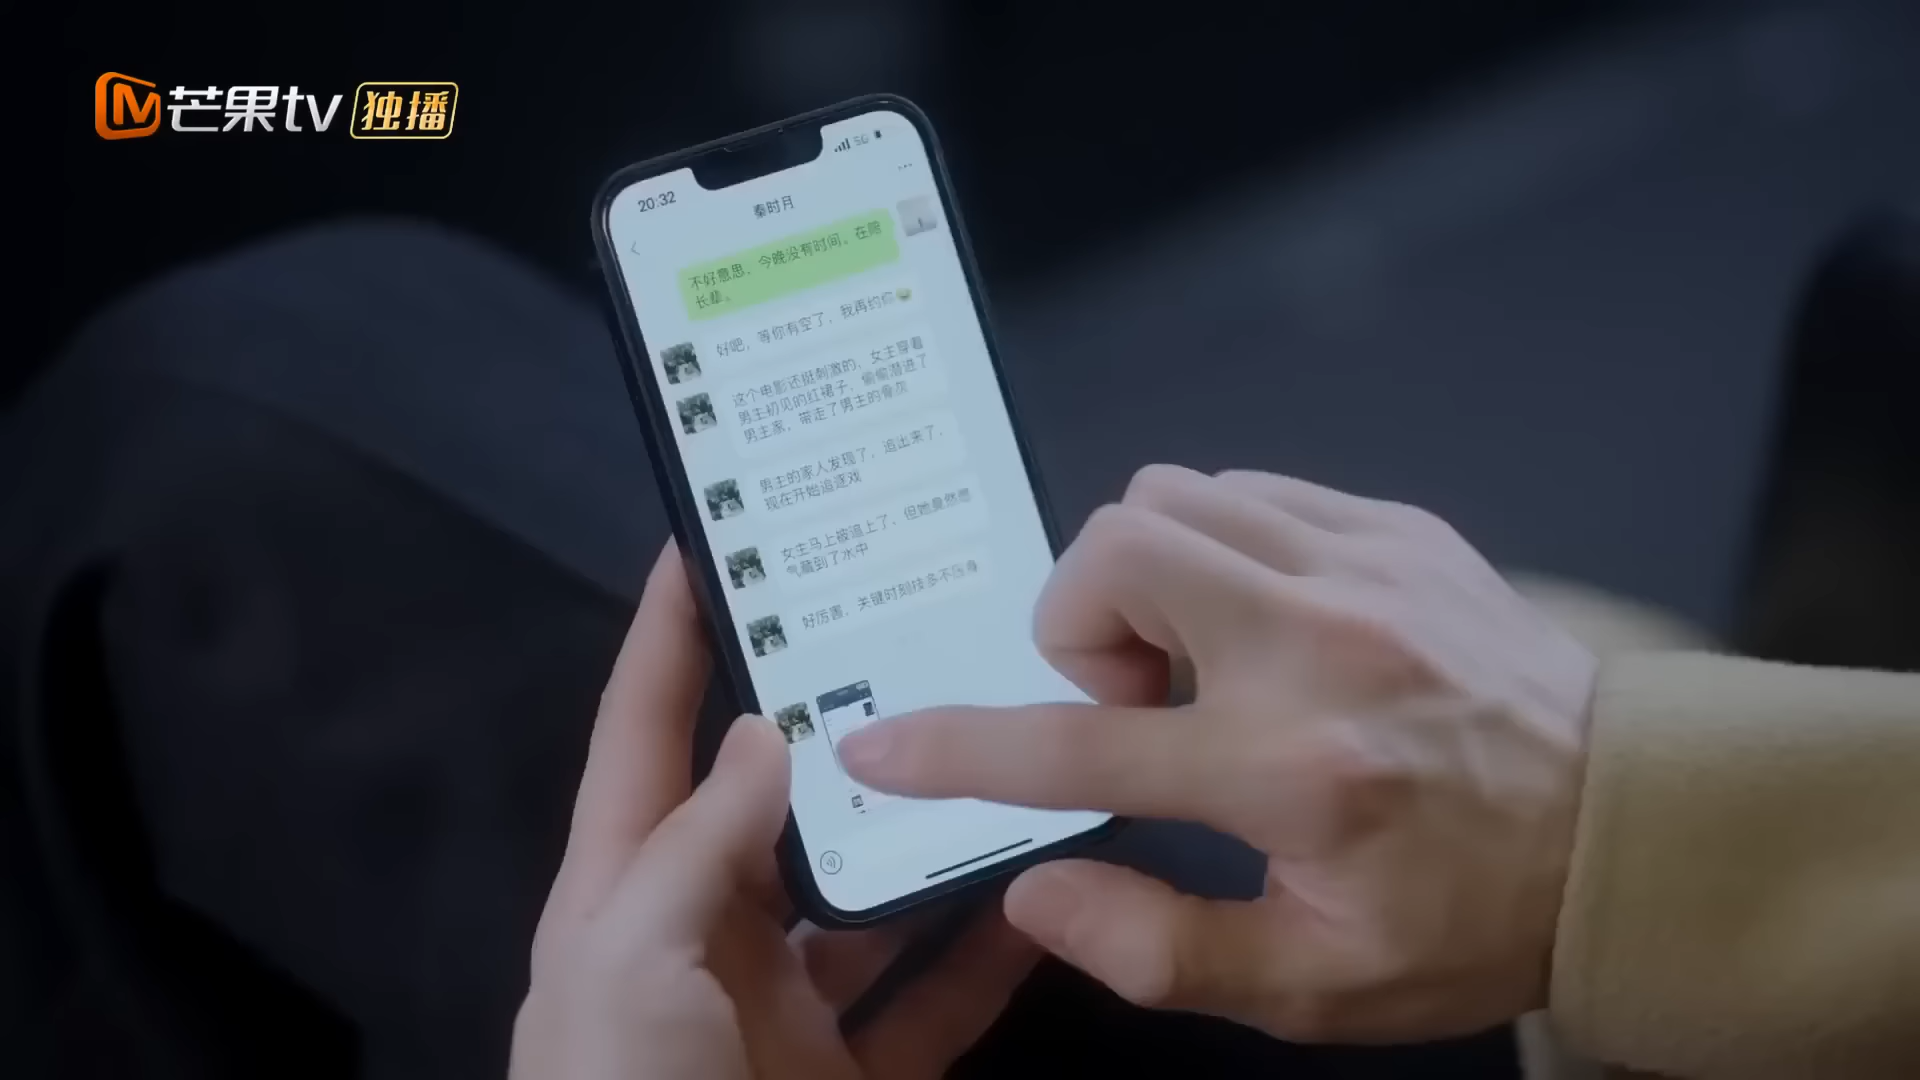 芒果tv 独播
20:32
5G
秦时月
不好意思，今晚没有时间。在陪
长辈。
好吧，等你有空了，我再约你
这个电影还挺刺激的，女主穿着
男主初见的红裙子，偷偷潜进了
男主家，带走了男主的骨灰
男主的家人发现了，追出来了，
现在开始追逐戏
女主马上被追上了，但她竟然憋
气藏到了水中
好厉害，关键时刻技多不压身